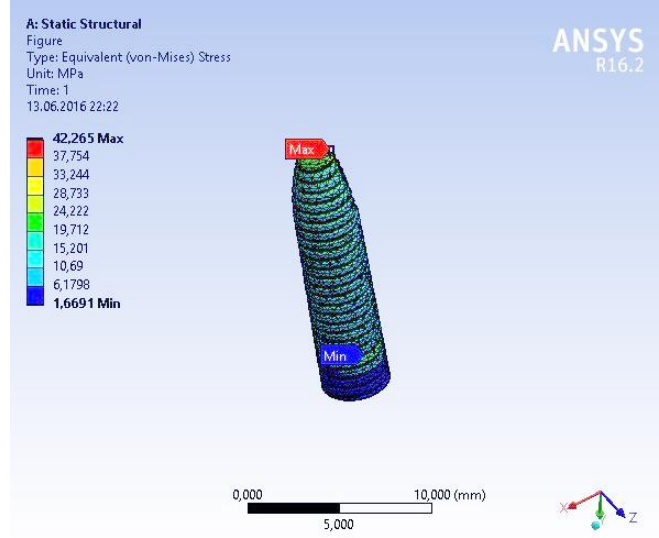 A: Static Structural
Figure
Type: Equivalent (von-Mises) Stress
Unit: MPa
Time: 1
13.06.2016 22:22
ANSYS
R16.2
42,265 Max
37,754
33,244
28,733
24,222
19,712
15,201
10,69
6,1798
1,6691 Min
Max
Min
0,000
10,000 (mm)
5,000
X
Z